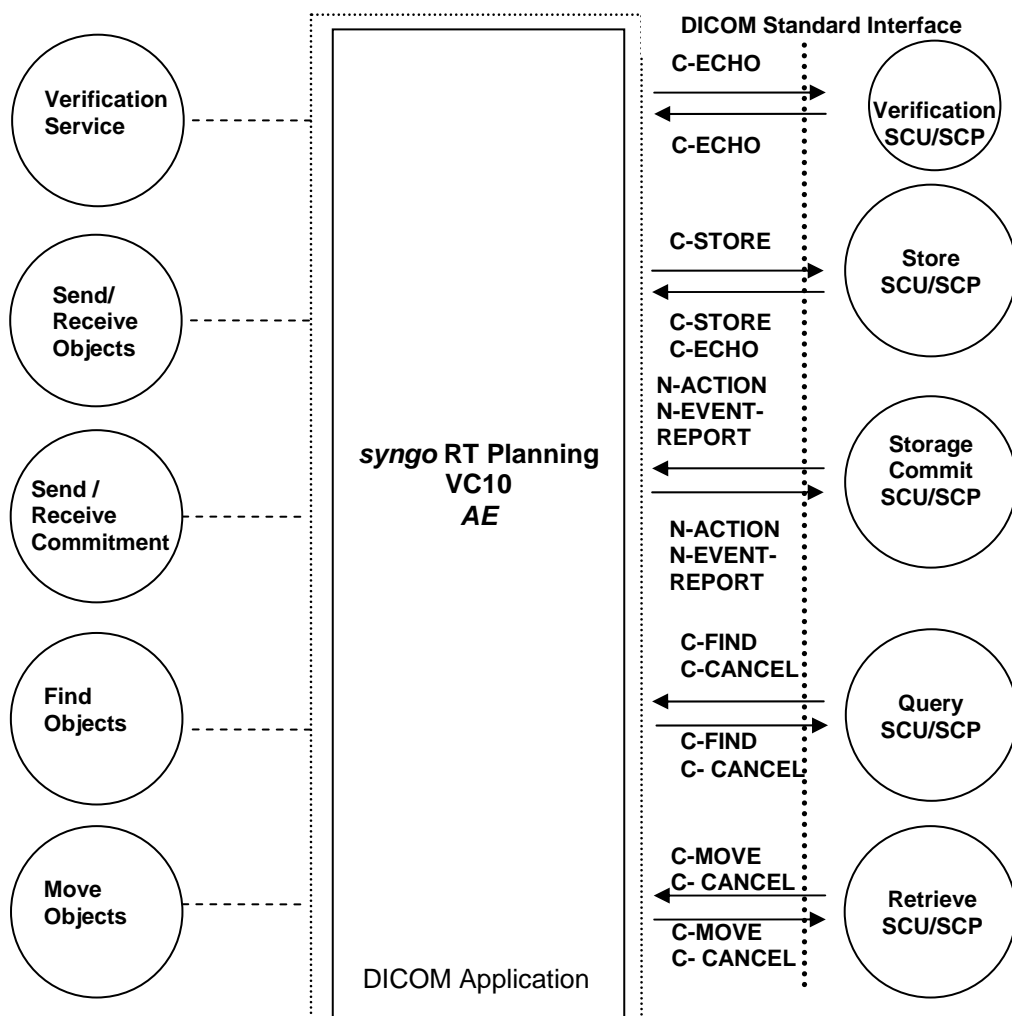 DICOM Standard Interface
Verification
Service
C-ECHO
C-ECHO
Verification
SCU/SCP
Send/
Receive
Objects
C-STORE
C-STORE
C-ECHO
Store
SCU/SCP
Send /
Receive
Commitment
syngo RT Planning
VC10
AE
N-ACTION
N-EVENT-
REPORT
N-ACTION
N-EVENT-
REPORT
Storage
Commit
SCU/SCP
Find
Objects
C-FIND
C-CANCEL
C-FIND
C- CANCEL
Query
SCU/SCP
Move
Objects
C-MOVE
C- CANCEL
C-MOVE
C- CANCEL
Retrieve
SCU/SCP
DICOM Application